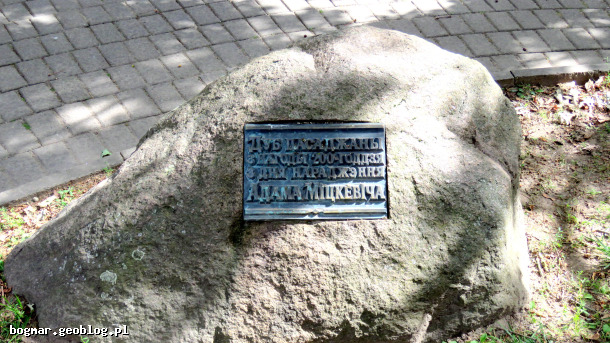 Дуб пасаджаны
з нагоды 200-годдзя
з дня нараджэння
Адама Міцкевіча
bogmar.geoblog.pl